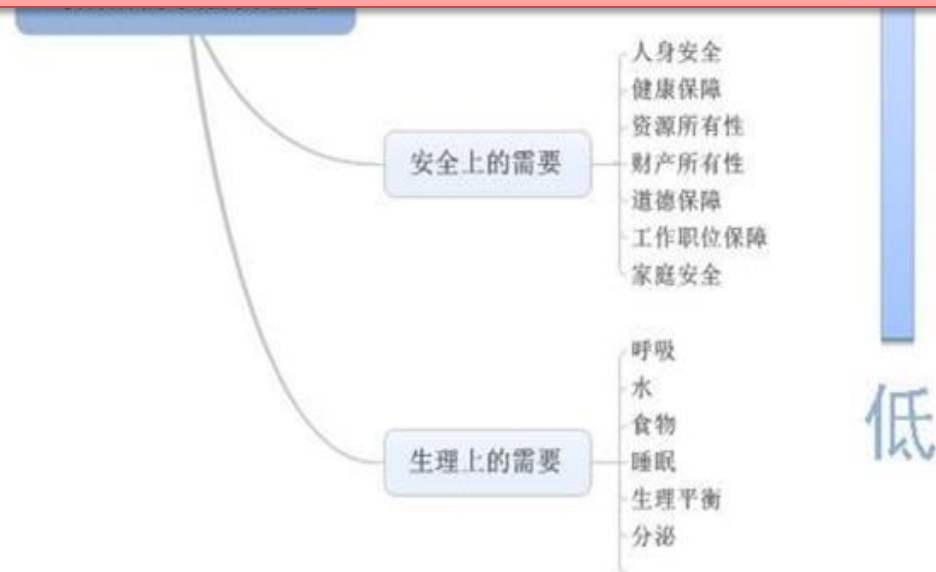 人身安全
健康保障
资源所有性
安全上的需要
财产所有性
道德保障
工作职位保障
家庭安全
呼吸
水
食物
生理上的需要
睡眠
生理平衡
分泌
低